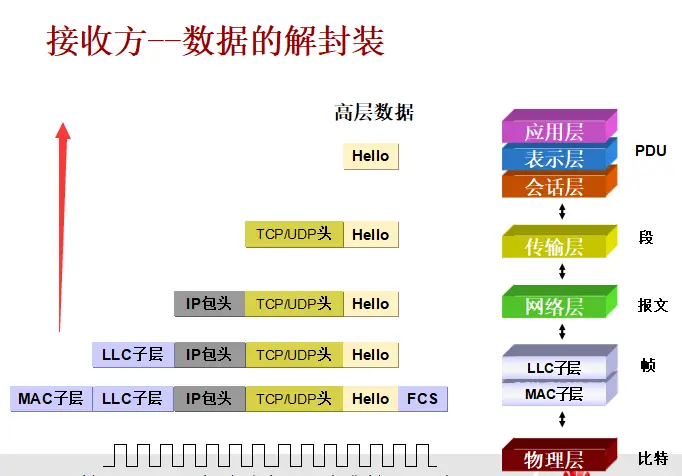 接收方--数据的解封装
高层数据
应用层
Hello
表示层
PDU
会话层
TCP/UDP头 Hello
传输层
段
IP包头 TCP/UDP头 Hello
网络层
报文
LLC子层 IP包头 TCP/UDP头 Hello
LLC子层
帧
MAC子层 LLC子层 IP包头 TCP/UDP头 Hello FCS
MAC子层
物理层
比特